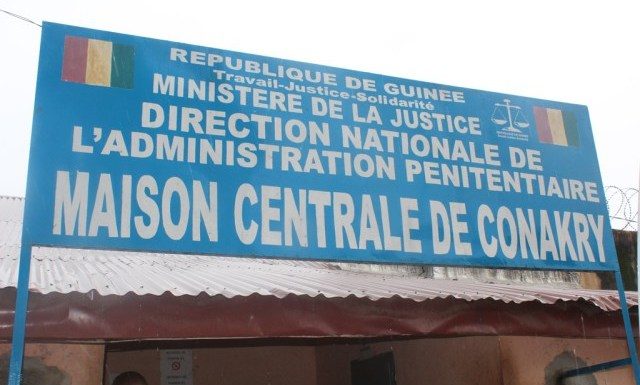 REPUBLIQUE DE GUINEE
Travail-Justice-Solidarité
MINISTERE DE LA JUSTICE
DIRECTION NATIONALE DE
L'ADMINISTRATION PENITENTIAIRE
MAISON CENTRALE DE CONAKRY